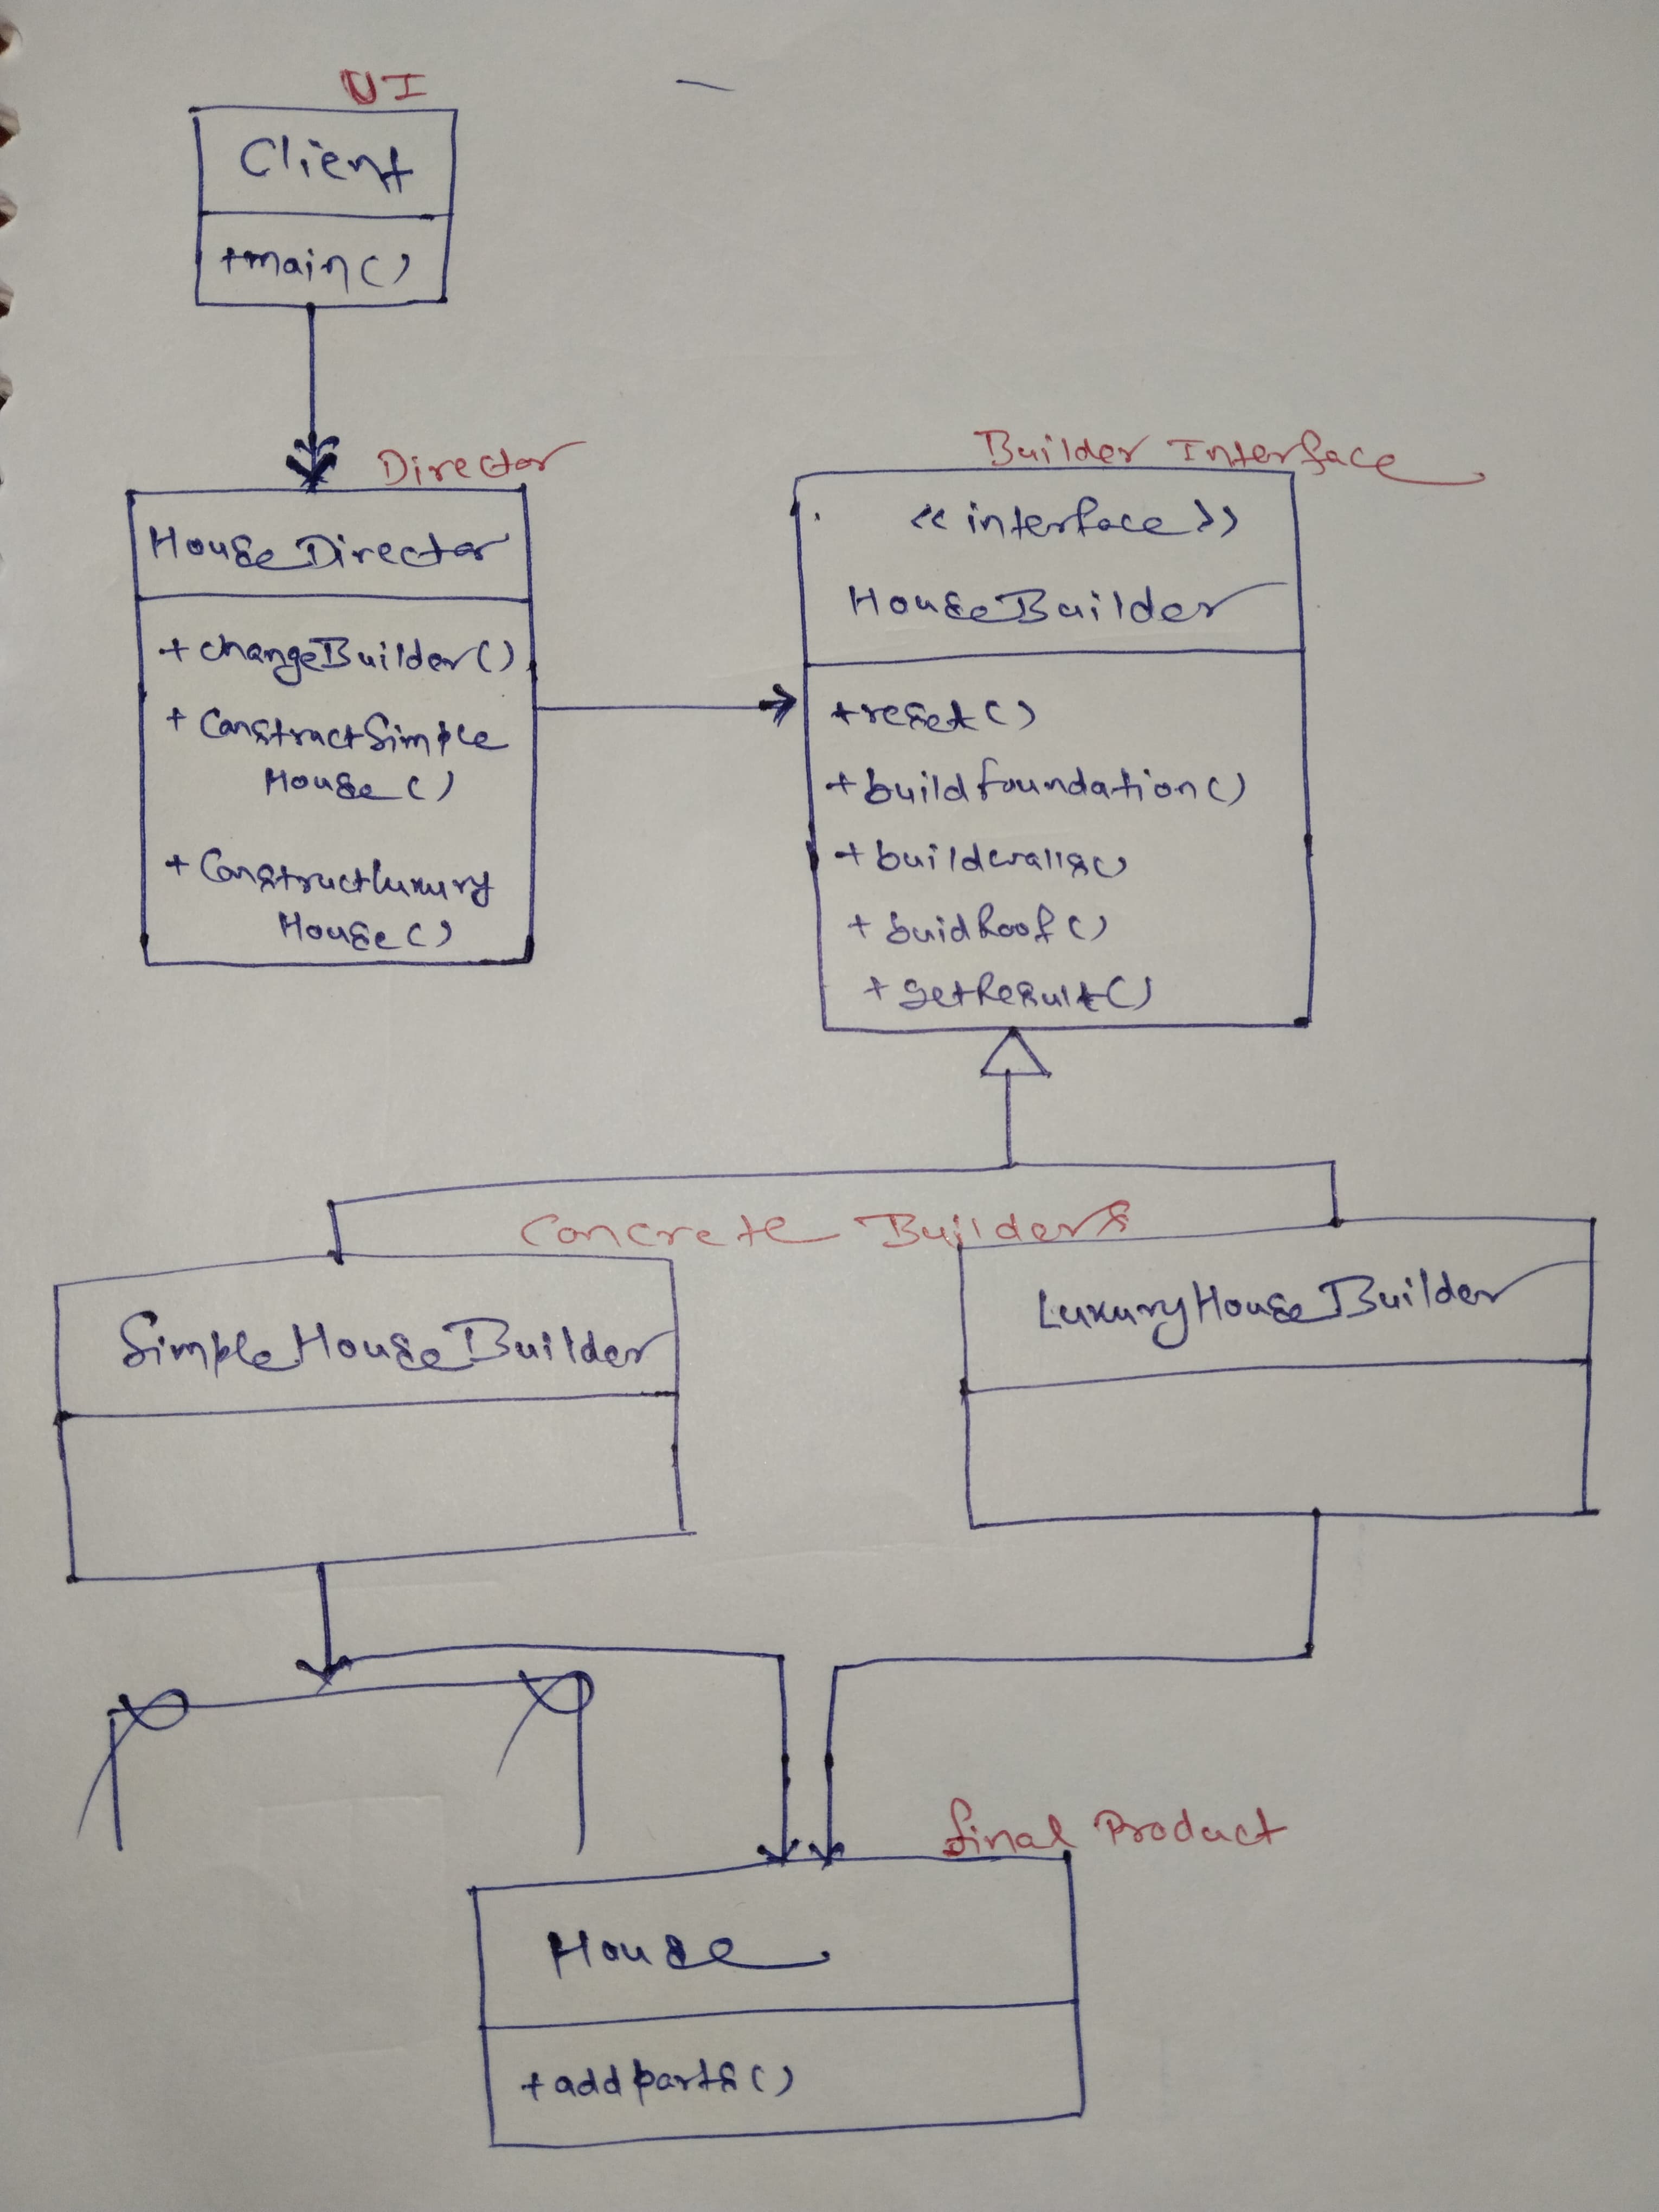 UI
Client
+main()
Director
HouseDirector
+changeBuilder()
+ ConstructSimple
House()
+ ConstructLuxury
House()
Builder Interface
<< interface >>
HouseBuilder
+reset()
+buildfoundation()
+buildwalls()
+ buidRoof()
+ getResult()
Concrete Builders
SimpleHouseBuilder
LuxuryHouseBuilder
final Product
House
+addparts()